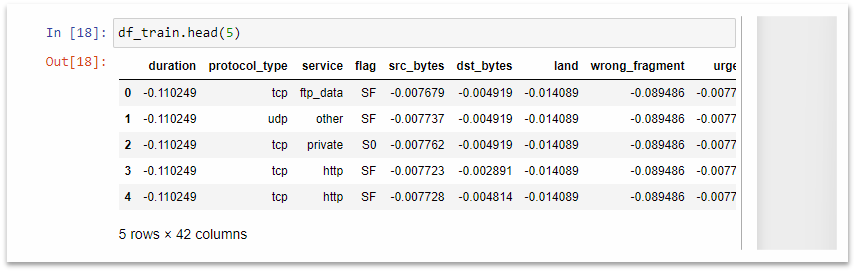 In [18]: df_train.head(5)
Out[18]:
duration protocol_type service flag src_bytes dst_bytes land wrong_fragment urge
0 -0.110249 tcp ftp_data SF -0.007679 -0.004919 -0.014089 -0.089486 -0.0077
1 -0.110249 udp other SF -0.007737 -0.004919 -0.014089 -0.089486 -0.0077
2 -0.110249 tcp private S0 -0.007762 -0.004919 -0.014089 -0.089486 -0.0077
3 -0.110249 tcp http SF -0.007723 -0.002891 -0.014089 -0.089486 -0.0077
4 -0.110249 tcp http SF -0.007728 -0.004814 -0.014089 -0.089486 -0.0077
5 rows × 42 columns